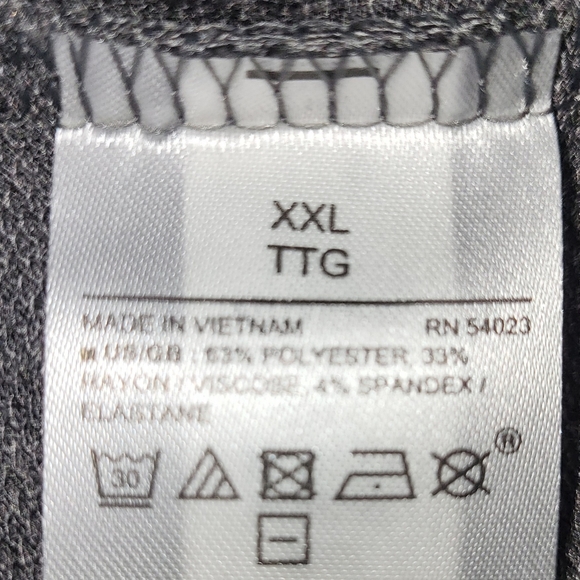 XXL
TTG
MADE IN VIETNAM RN 54023
US/GB : 63% POLYESTER, 33%
RAYON / VISCOSE, 4% SPANDEX /
ELASTANE
30
®